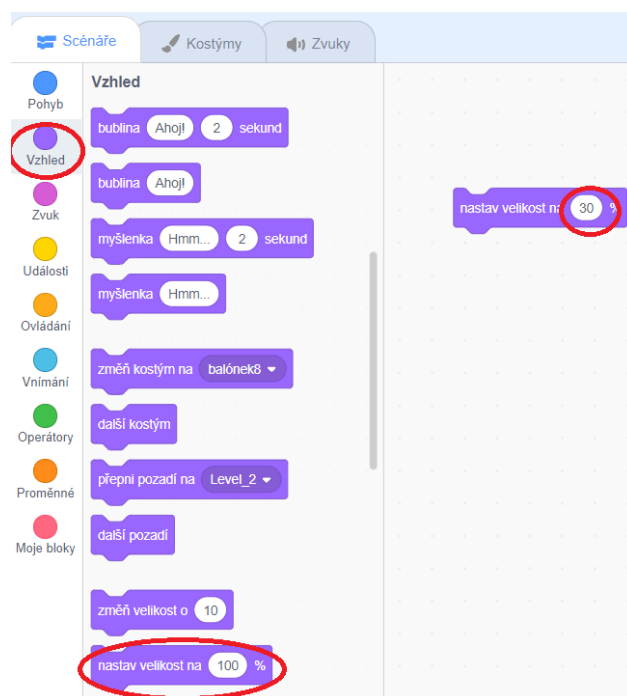 Scénáře
Kostýmy
Zvuky
Pohyb
Vzhled
Zvuk
Události
Ovládání
Vnímání
Operátory
Proměnné
Moje bloky
Vzhled
bublina Ahoj! 2 sekund
bublina Ahoj!
myšlenka Hmm... 2 sekund
myšlenka Hmm...
změň kostým na balónek8
další kostým
přepni pozadí na Level_2
další pozadí
změň velikost o 10
nastav velikost na 100 %
nastav velikost na 30 %